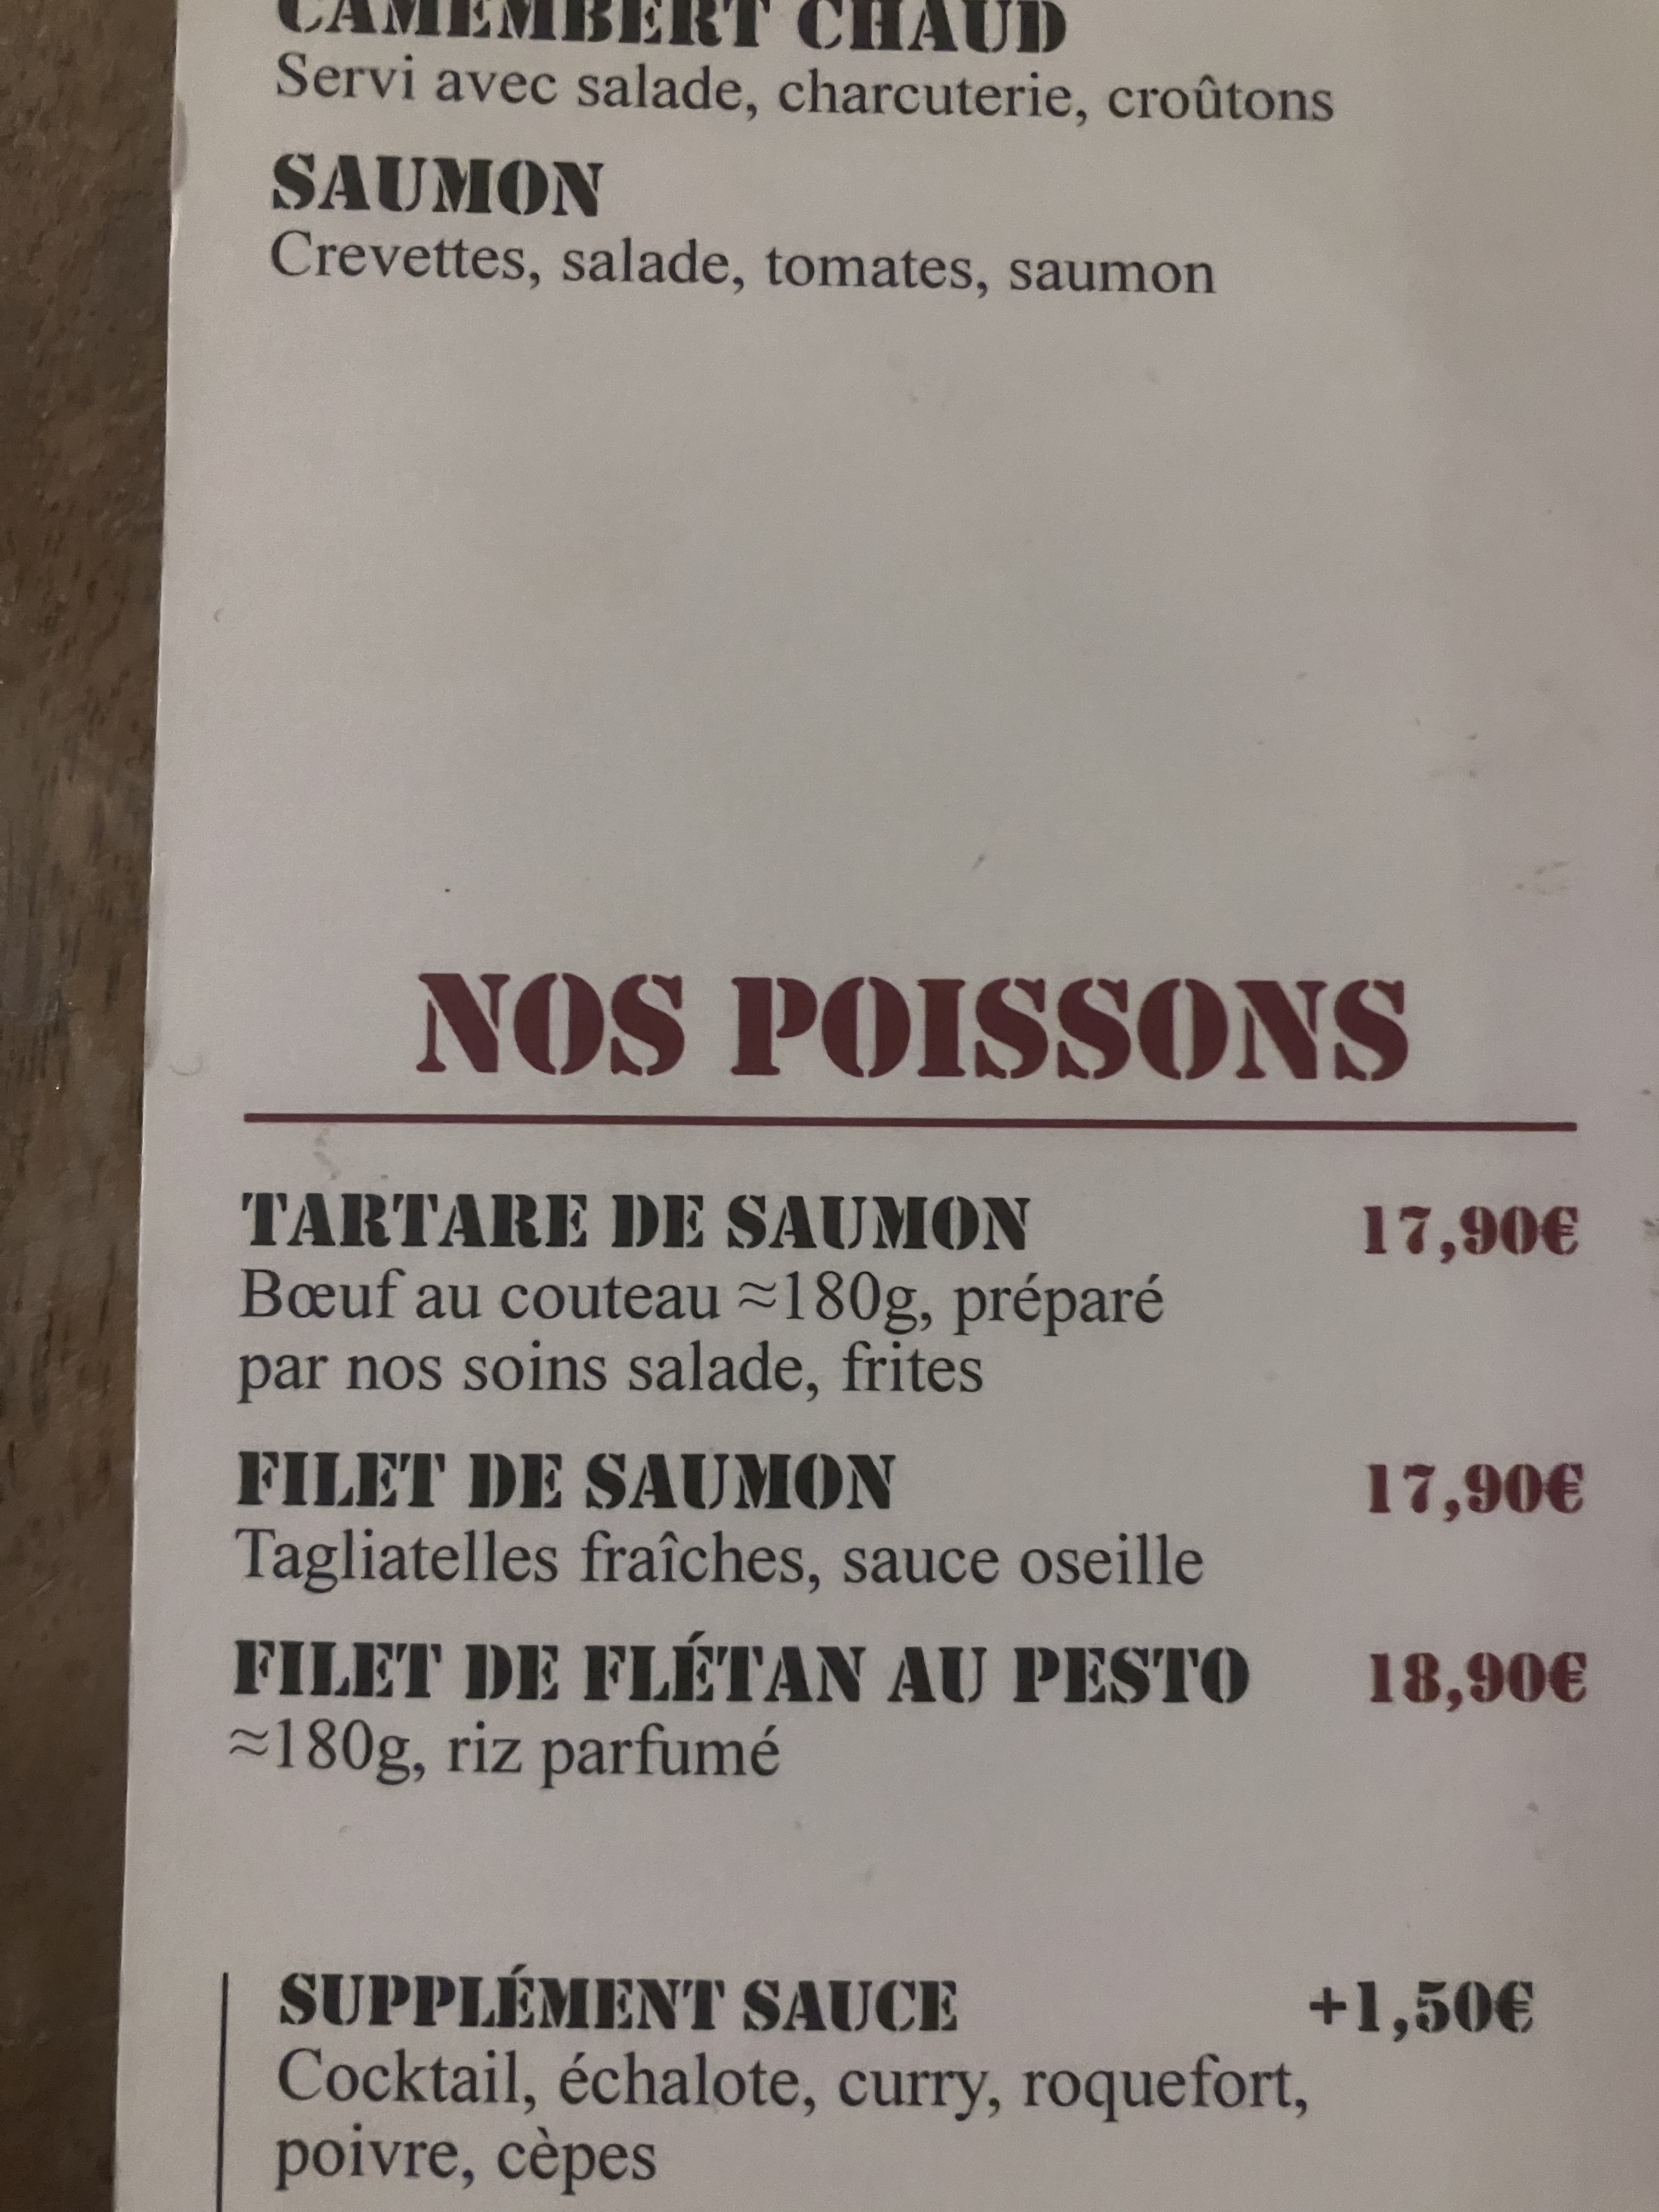 CAMEMBERT CHAUD
Servi avec salade, charcuterie, croûtons
SAUMON
Crevettes, salade, tomates, saumon
NOS POISSONS
TARTARE DE SAUMON 17,90€
Bœuf au couteau ≈180g, préparé
par nos soins salade, frites
FILET DE SAUMON 17,90€
Tagliatelles fraîches, sauce oseille
FILET DE FLÉTAN AU PESTO 18,90€
≈180g, riz parfumé
SUPPLÉMENT SAUCE +1,50€
Cocktail, échalote, curry, roquefort,
poivre, cèpes